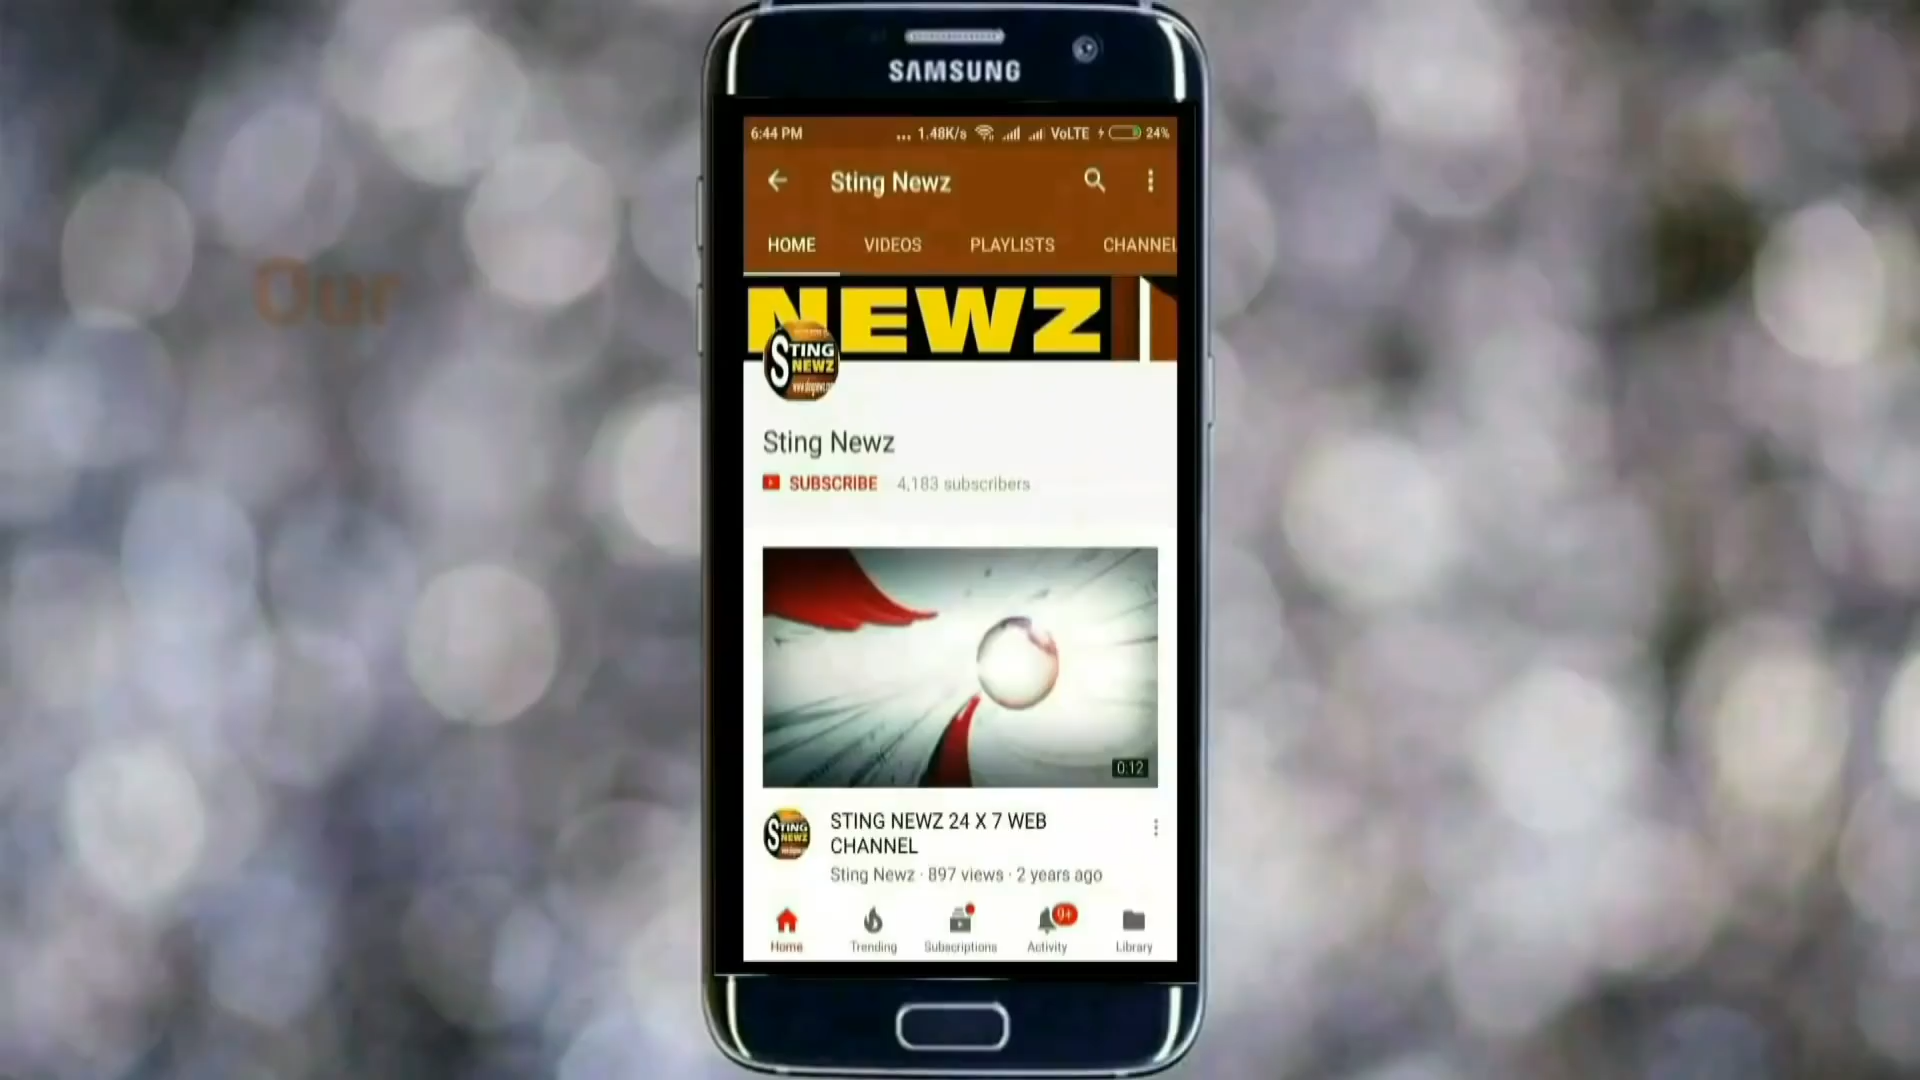 SAMSUNG
6:44 PM ... 1.48K/s VoLTE 24%
Sting Newz
HOME VIDEOS PLAYLISTS CHANNEL
Our
NEWZ
STING
NEWZ
Sting Newz
SUBSCRIBE 4,183 subscribers
0:12
STING
NEWZ
STING NEWZ 24 X 7 WEB
CHANNEL
Sting Newz · 897 views · 2 years ago
9+
Home Trending Subscriptions Activity Library